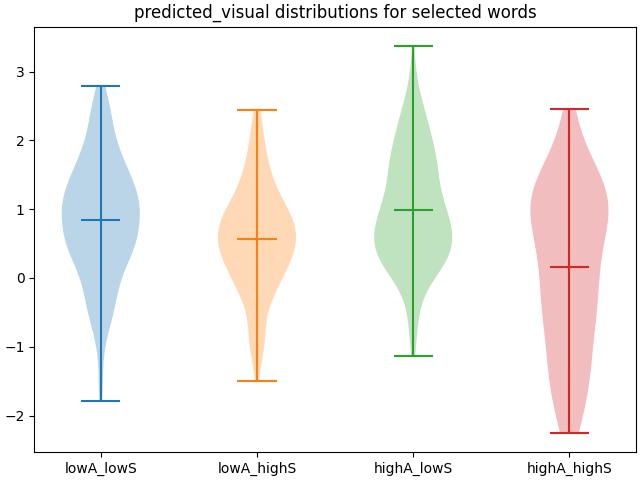 predicted_visual distributions for selected words
3
2
1
0
−1
−2
lowA_lowS
lowA_highS
highA_lowS
highA_highS